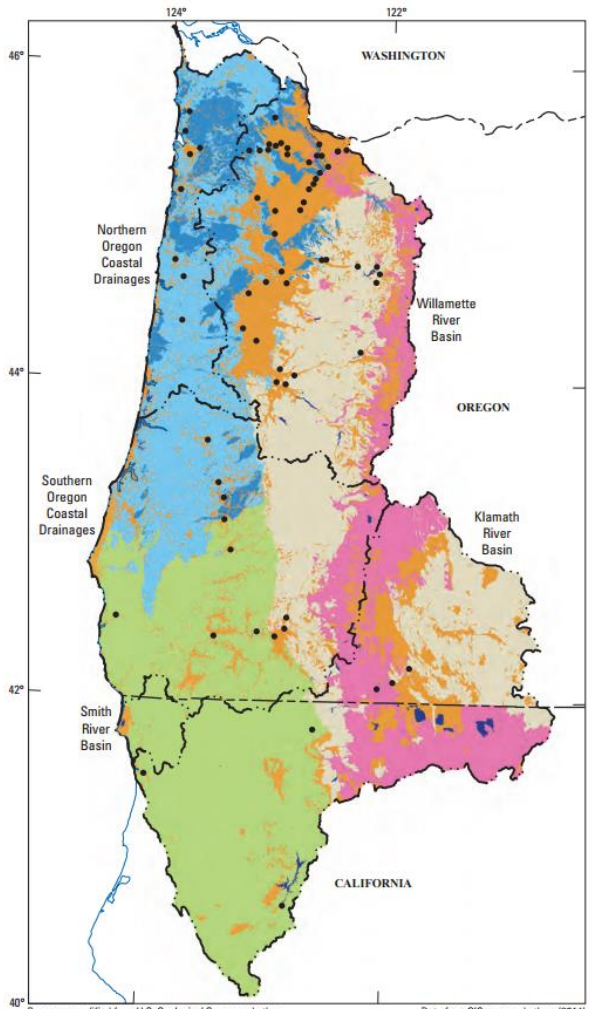 124°
122°
46°
WASHINGTON
Northern
Oregon
Coastal
Drainages
Willamette
River
Basin
44°
OREGON
Southern
Oregon
Coastal
Drainages
Klamath
River
Basin
42°
Smith
River
Basin
CALIFORNIA
40°